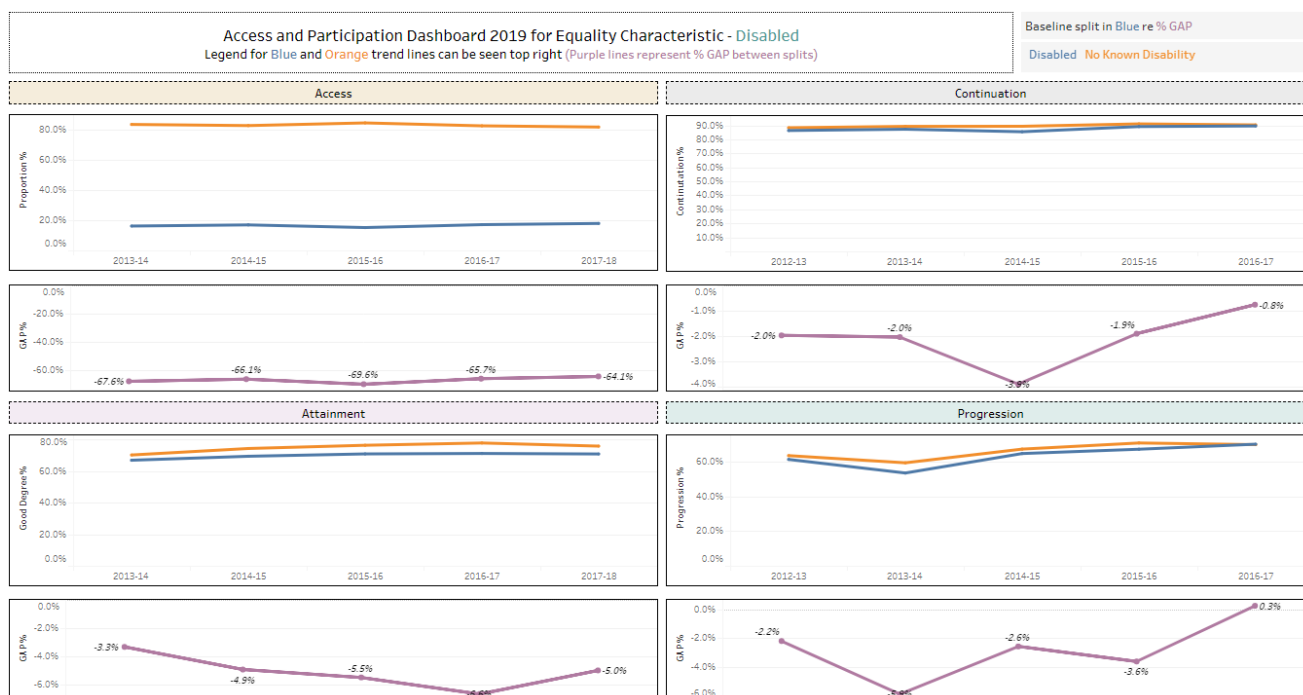 Access and Participation Dashboard 2019 for Equality Characteristic - Disabled
Legend for Blue and Orange trend lines can be seen top right (Purple lines represent % GAP between splits)
Baseline split in Blue re % GAP
Disabled No Known Disability
Access
Proportion %
80.0%
60.0%
40.0%
20.0%
0.0%
2013-14 2014-15 2015-16 2016-17 2017-18
GAP%
0.0%
-20.0%
-40.0%
-60.0%
-67.6% -66.1% -69.6% -65.7% -64.1%
Continuation
Continutation%
90.0%
80.0%
70.0%
60.0%
50.0%
40.0%
30.0%
20.0%
10.0%
2012-13 2013-14 2014-15 2015-16 2016-17
GAP%
0.0%
-1.0%
-2.0%
-3.0%
-4.0%
-2.0% -2.0% -3.9% -1.9% -0.8%
Attainment
Good Degree%
80.0%
60.0%
40.0%
20.0%
0.0%
2013-14 2014-15 2015-16 2016-17 2017-18
GAP%
0.0%
-2.0%
-4.0%
-6.0%
-3.3% -4.9% -5.5% -6.6% -5.0%
Progression
Progression%
60.0%
40.0%
20.0%
0.0%
2012-13 2013-14 2014-15 2015-16 2016-17
GAP%
0.0%
-2.0%
-4.0%
-6.0%
-2.2% -2.6% -3.6% 0.3%